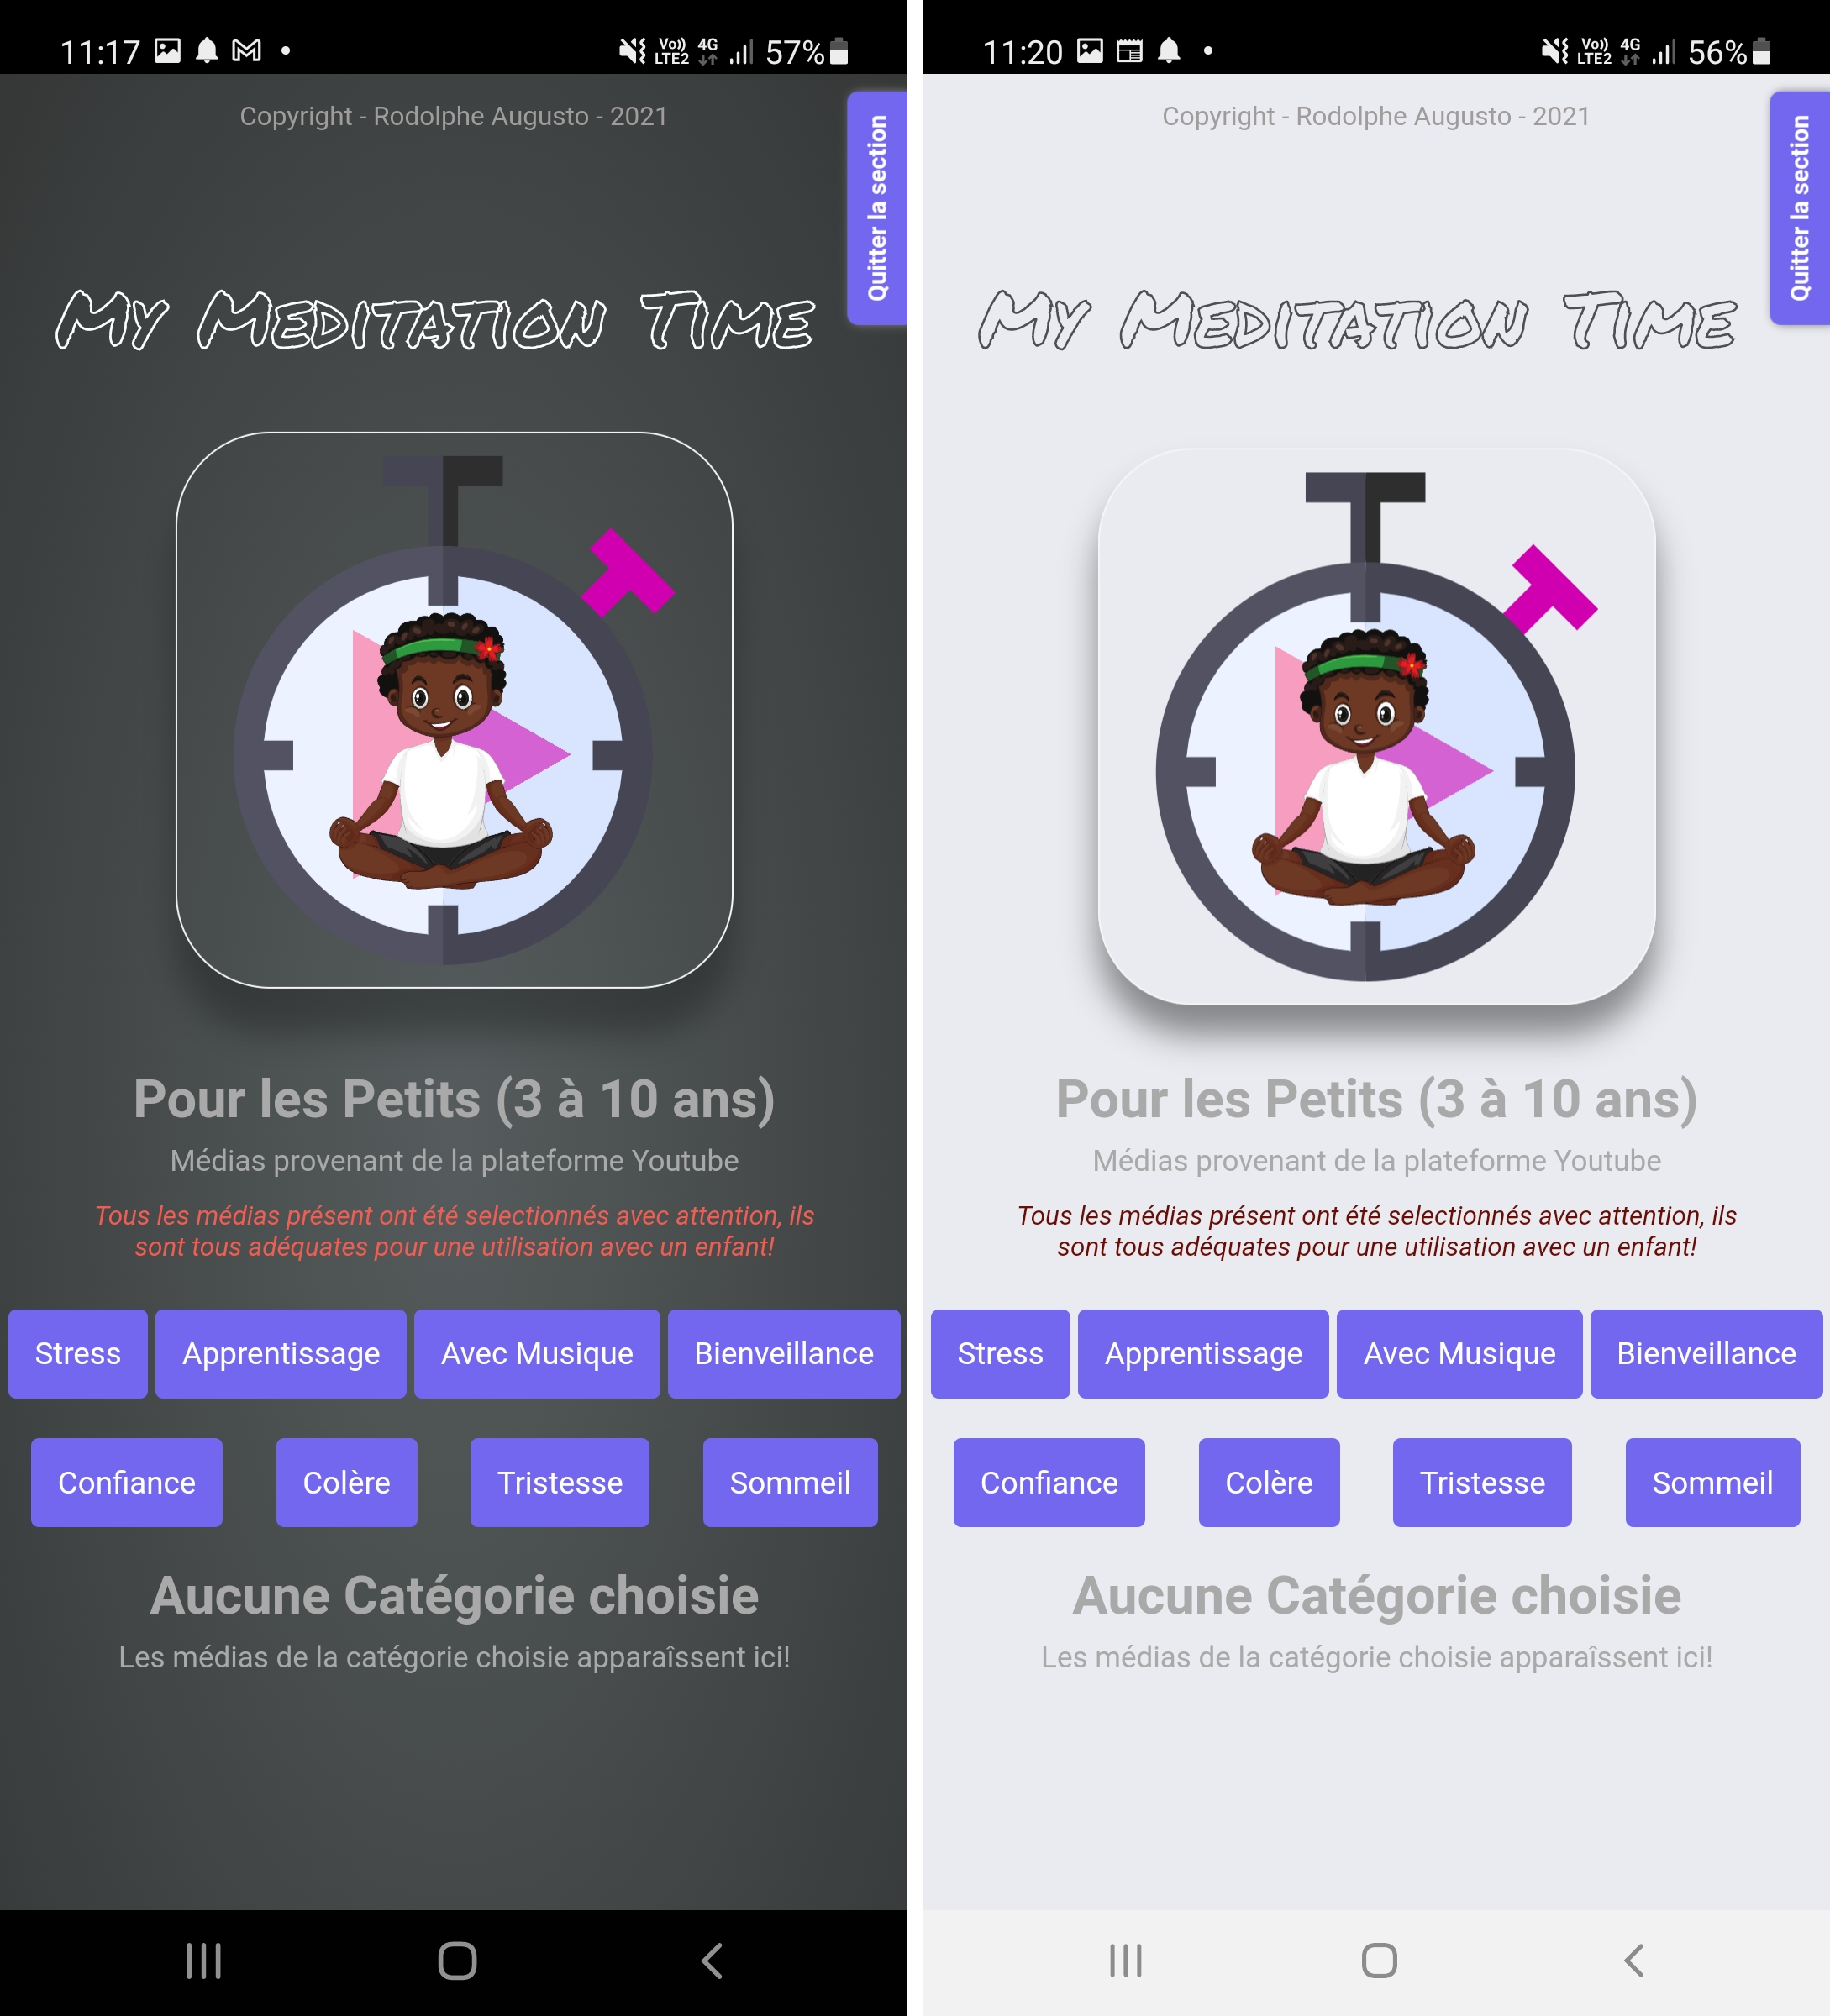 11:17
Vo)) LTE2 4G 57%
Copyright - Rodolphe Augusto - 2021
Quitter la section
My Meditation Time
Pour les Petits (3 à 10 ans)
Médias provenant de la plateforme Youtube
Tous les médias présent ont été selectionnés avec attention, ils
sont tous adéquates pour une utilisation avec un enfant!
Stress Apprentissage Avec Musique Bienveillance
Confiance Colère Tristesse Sommeil
Aucune Catégorie choisie
Les médias de la catégorie choisie apparaîssent ici!
11:20
Vo)) LTE2 4G 56%
Copyright - Rodolphe Augusto - 2021
Quitter la section
My Meditation Time
Pour les Petits (3 à 10 ans)
Médias provenant de la plateforme Youtube
Tous les médias présent ont été selectionnés avec attention, ils
sont tous adéquates pour une utilisation avec un enfant!
Stress Apprentissage Avec Musique Bienveillance
Confiance Colère Tristesse Sommeil
Aucune Catégorie choisie
Les médias de la catégorie choisie apparaîssent ici!